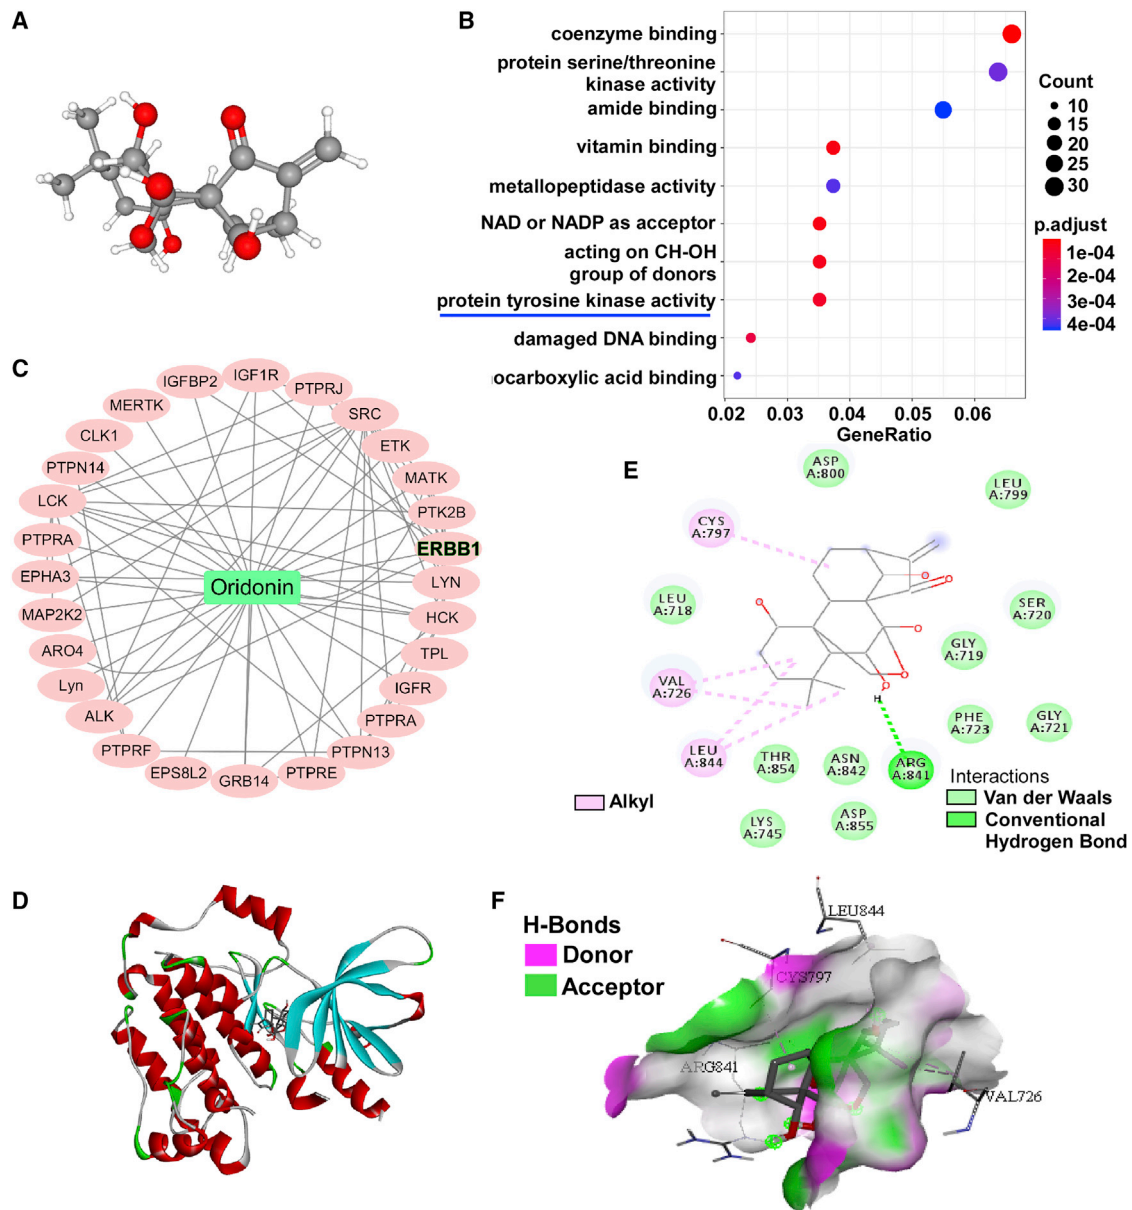 A
B
coenzyme binding
protein serine/threonine
kinase activity
amide binding
vitamin binding
metallopeptidase activity
NAD or NADP as acceptor
acting on CH-OH
group of donors
protein tyrosine kinase activity
damaged DNA binding
ocarboxylic acid binding
0.02 0.03 0.04 0.05 0.06
GeneRatio
Count
10
15
20
25
30
p.adjust
1e-04
2e-04
3e-04
4e-04
C
IGF1R
PTPRJ
SRC
ETK
MATK
PTK2B
ERBB1
LYN
HCK
TPL
IGFR
PTPRA
PTPN13
PTPRE
GRB14
EPS8L2
PTPRF
ALK
Lyn
ARO4
MAP2K2
EPHA3
PTPRA
LCK
PTPN14
CLK1
MERTK
IGFBP2
Oridonin
E
ASP
A:800
LEU
A:799
CYS
A:797
LEU
A:718
SER
A:720
GLY
A:719
VAL
A:726
PHE
A:723
GLY
A:721
LEU
A:844
THR
A:854
ASN
A:842
ARG
A:841
LYS
A:745
ASP
A:855
O
O
O
O
O
O
H
Alkyl
Interactions
Van der Waals
Conventional
Hydrogen Bond
D
F
H-Bonds
Donor
Acceptor
LEU844
CYS797
ARG841
VAL726